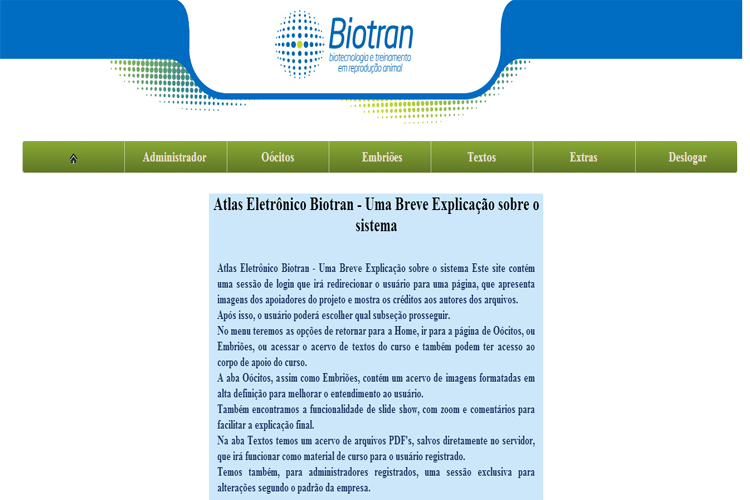 Biotran
biotecnologia e treinamento
em reprodução animal
Administrador
Oócitos
Embriões
Textos
Extras
Deslogar
Atlas Eletrônico Biotran - Uma Breve Explicação sobre o
sistema
Atlas Eletrônico Biotran - Uma Breve Explicação sobre o sistema Este site contém
uma sessão de login que irá redirecionar o usuário para uma página, que apresenta
imagens dos apoiadores do projeto e mostra os créditos aos autores dos arquivos.
Após isso, o usuário poderá escolher qual subseção prosseguir.
No menu teremos as opções de retornar para a Home, ir para a página de Oócitos, ou
Embriões, ou acessar o acervo de textos do curso e também podem ter acesso ao
corpo de apoio do curso.
A aba Oócitos, assim como Embriões, contém um acervo de imagens formatadas em
alta definição para melhorar o entendimento ao usuário.
Também encontramos a funcionalidade de slide show, com zoom e comentários para
facilitar a explicação final.
Na aba Textos temos um acervo de arquivos PDF's, salvos diretamente no servidor,
que irá funcionar como material de curso para o usuário registrado.
Temos também, para administradores registrados, uma sessão exclusiva para
alterações segundo o padrão da empresa.